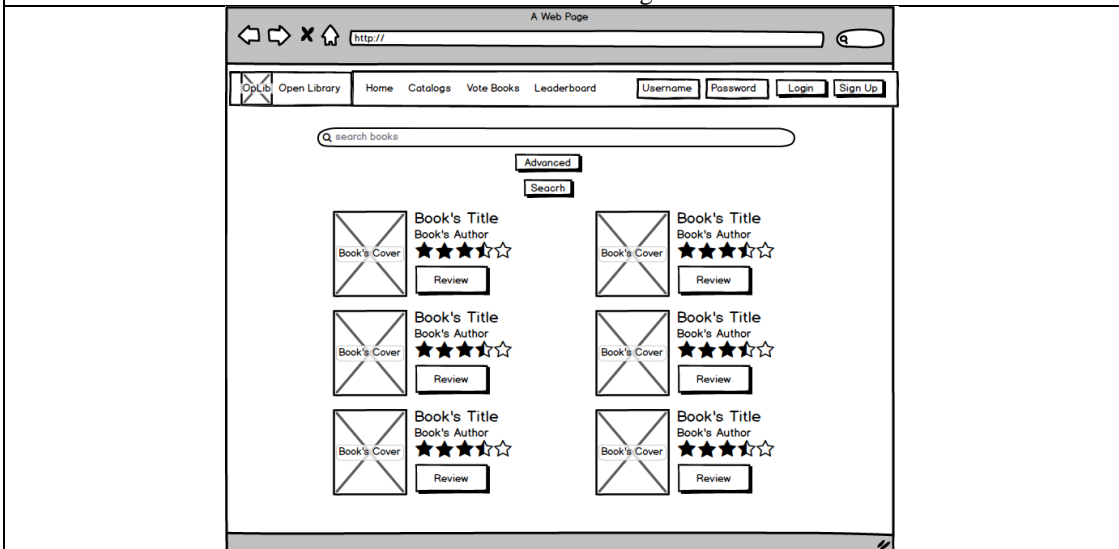 A Web Page
http://
OpLib Open Library Home Catalogs Vote Books Leaderboard Username Password Login Sign Up
search books
Advanced
Seacrh
Book's Title Book's Title
Book's Author Book's Author
Book's Cover Book's Cover
Review Review
Book's Title Book's Title
Book's Author Book's Author
Book's Cover Book's Cover
Review Review
Book's Title Book's Title
Book's Author Book's Author
Book's Cover Book's Cover
Review Review